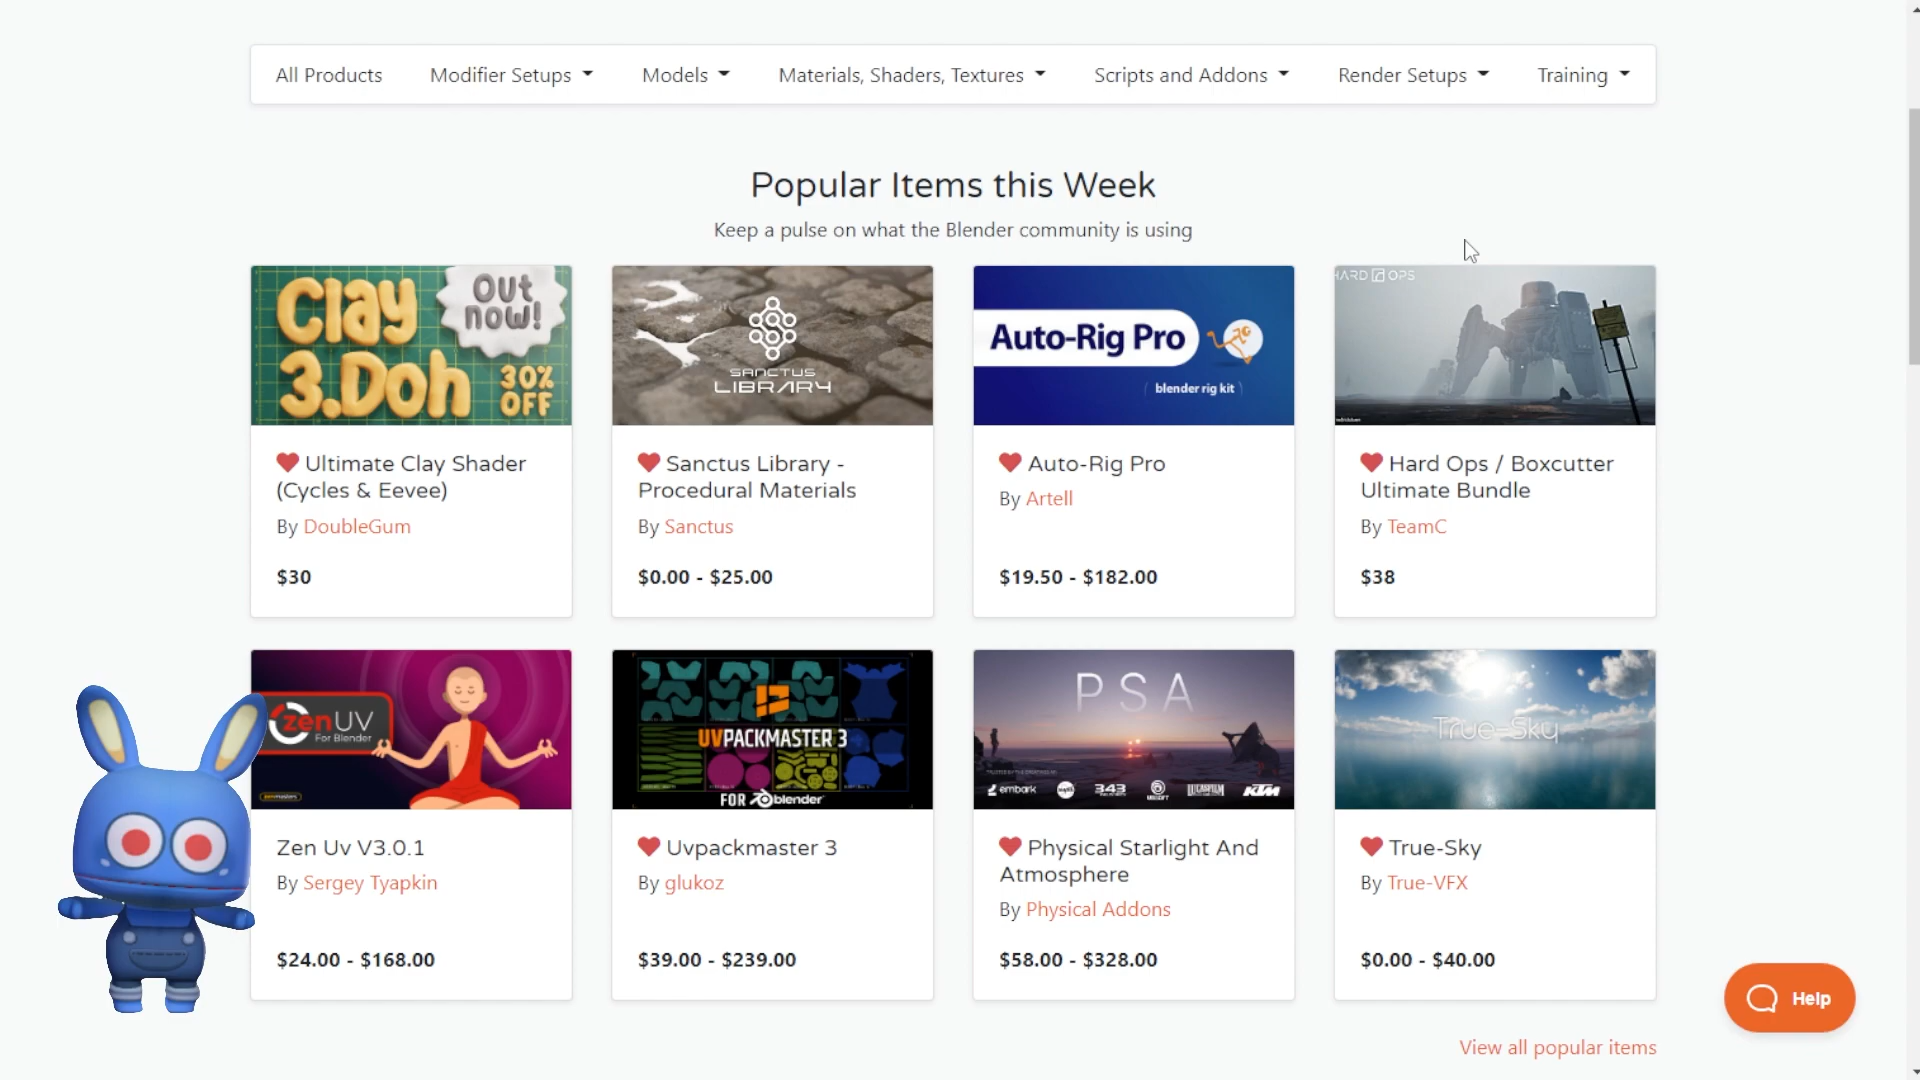 All Products
Modifier Setups
Models
Materials, Shaders, Textures
Scripts and Addons
Render Setups
Training
Popular Items this Week
Keep a pulse on what the Blender community is using
Clay
3.Doh
Out
now!
30%
OFF
SANCTUS
LIBRARY
Auto-Rig Pro
blender rig kit
HARD OPS
Ultimate Clay Shader
(Cycles & Eevee)
By DoubleGum
$30
Sanctus Library -
Procedural Materials
By Sanctus
$0.00 - $25.00
Auto-Rig Pro
By Artell
$19.50 - $182.00
Hard Ops / Boxcutter
Ultimate Bundle
By TeamC
$38
zen UV
For Blender
UVPACKMASTER 3
FOR blender
PSA
embark
343
UBISOFT
LUCASFILM
KTM
True-Sky
Zen Uv V3.0.1
By Sergey Tyapkin
$24.00 - $168.00
Uvpackmaster 3
By glukoz
$39.00 - $239.00
Physical Starlight And
Atmosphere
By Physical Addons
$58.00 - $328.00
True-Sky
By True-VFX
$0.00 - $40.00
Help
View all popular items